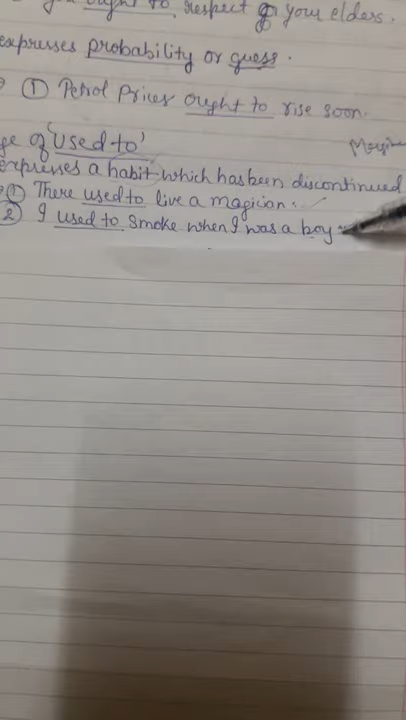 ought to respect your elders.
expresses probability or guess.
① Petrol Prices ought to rise soon.
ge of 'Used to'
expresses a habit which has been discontinued
① There used to live a magician.
② I used to smoke when I was a boy